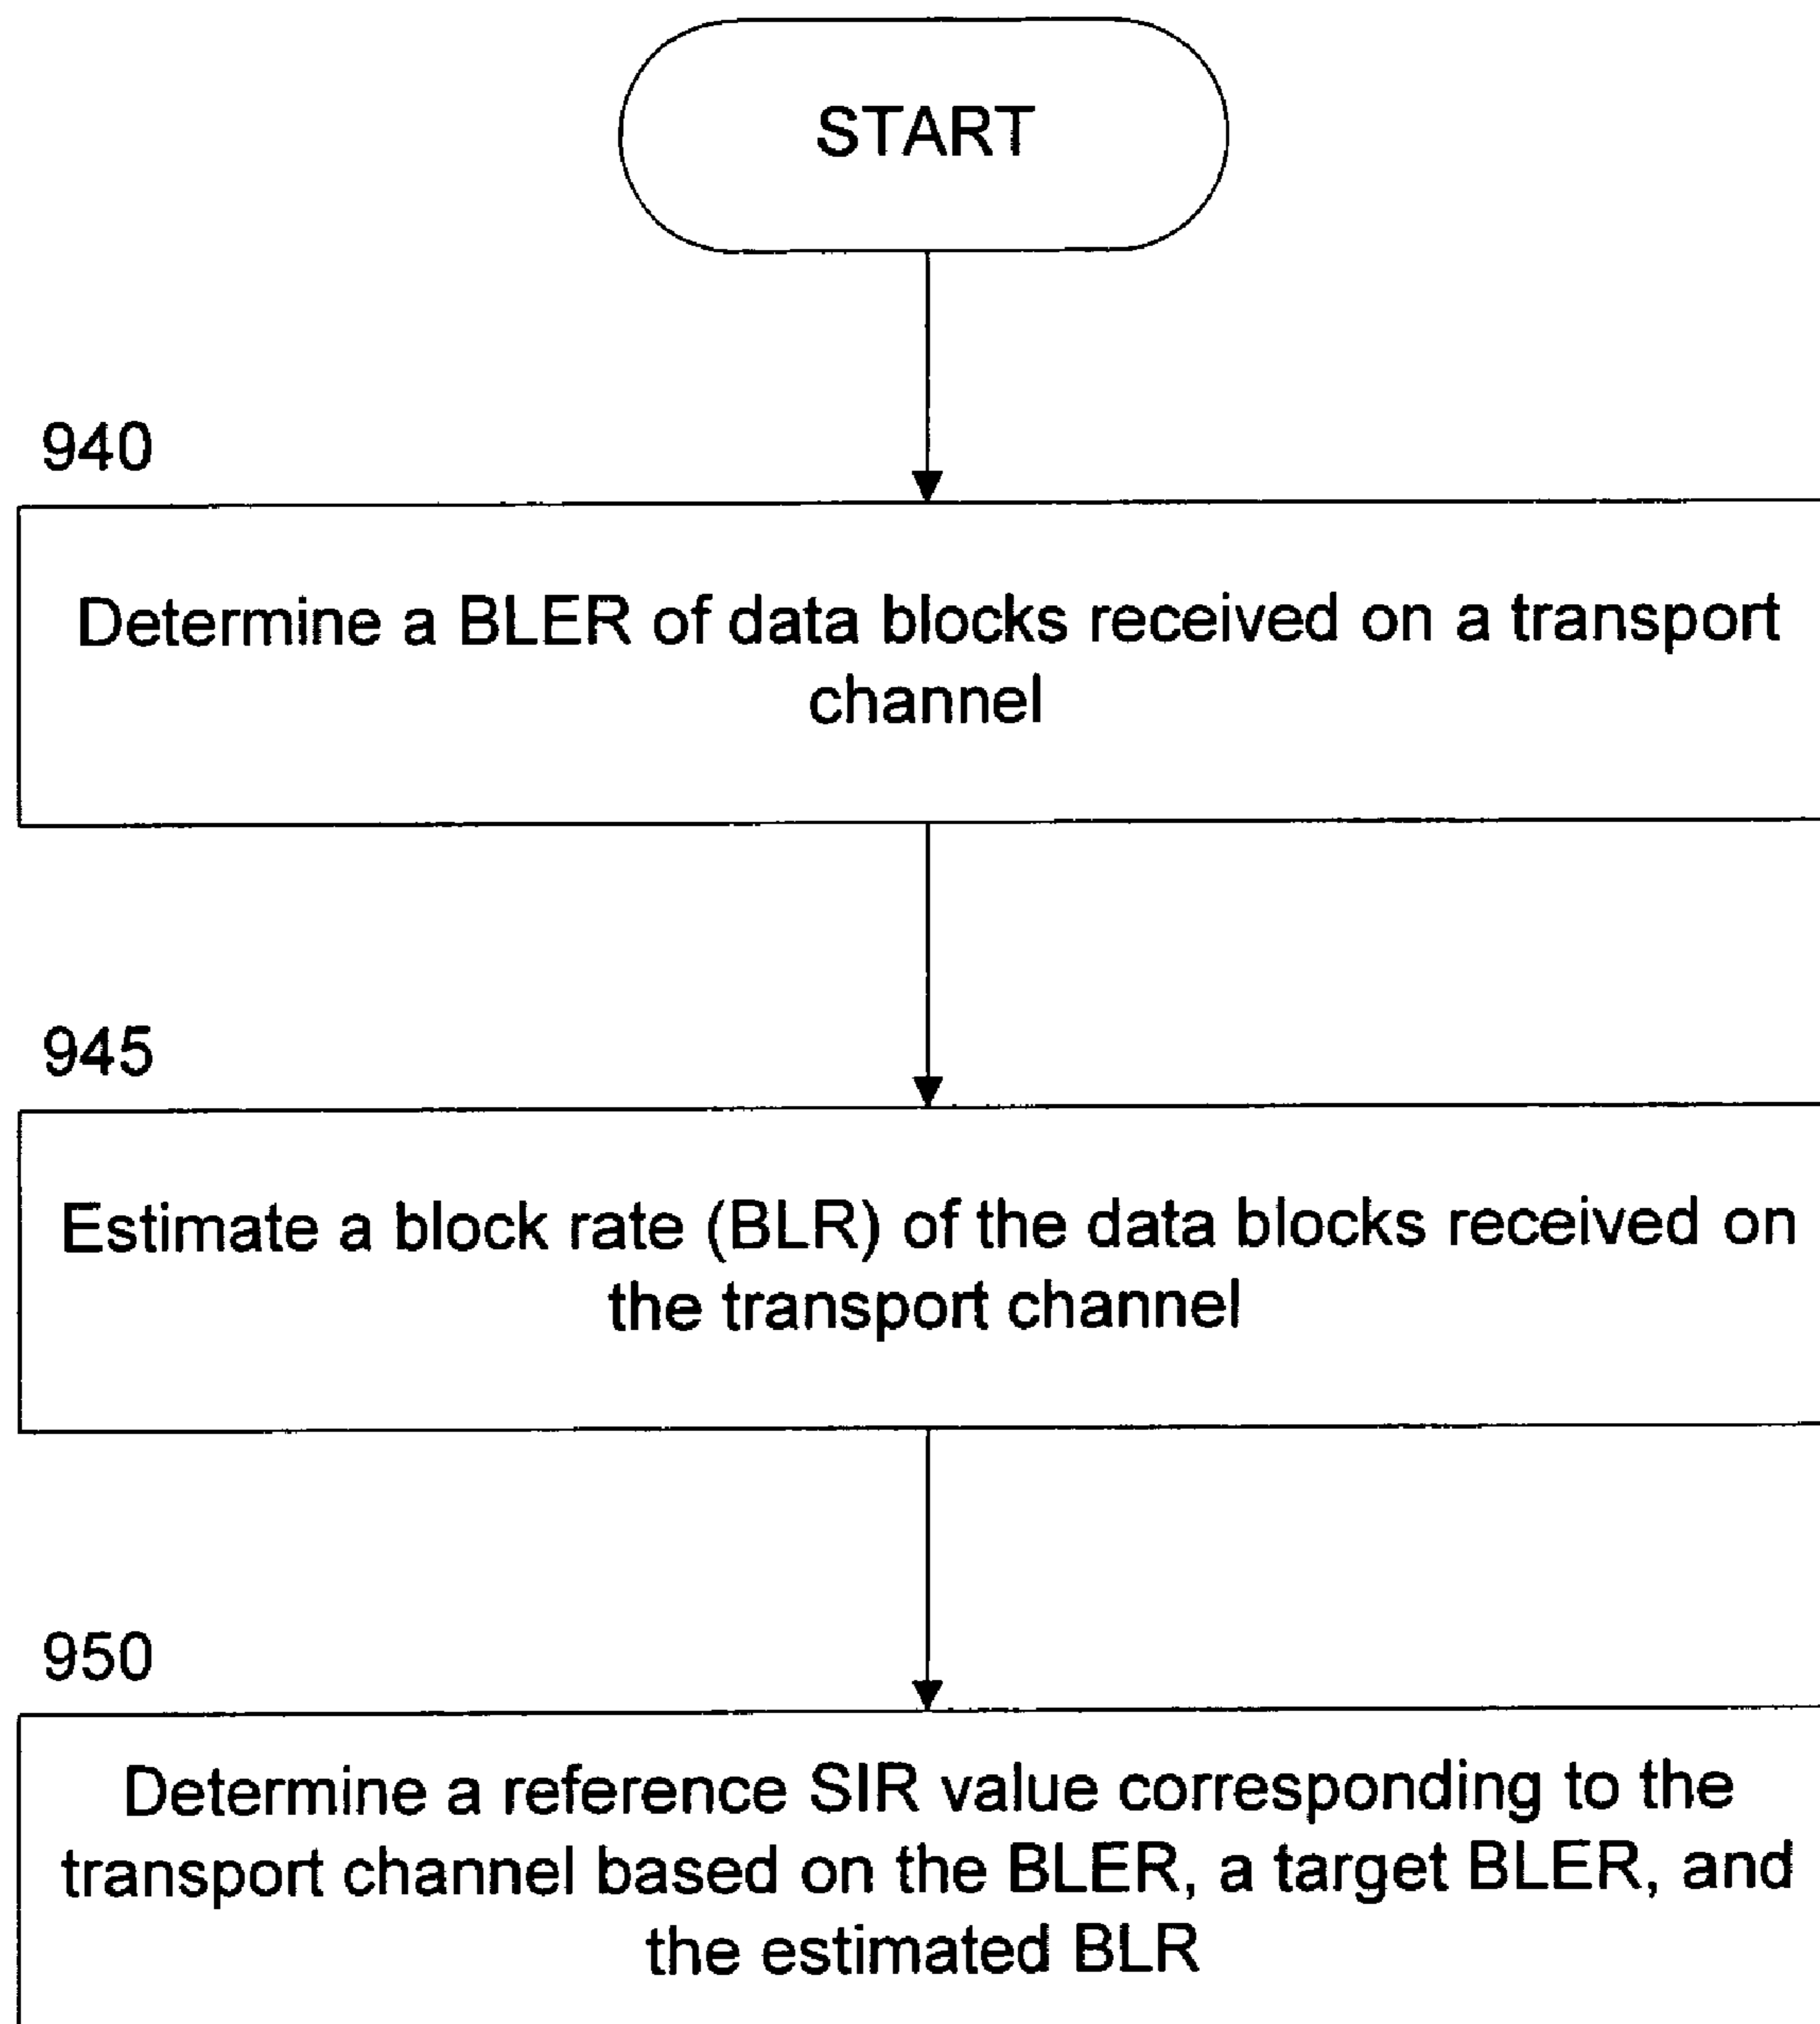 START
940
Determine a BLER of data blocks received on a transport
channel
945
Estimate a block rate (BLR) of the data blocks received on
the transport channel
950
Determine a reference SIR value corresponding to the
transport channel based on the BLER, a target BLER, and
the estimated BLR